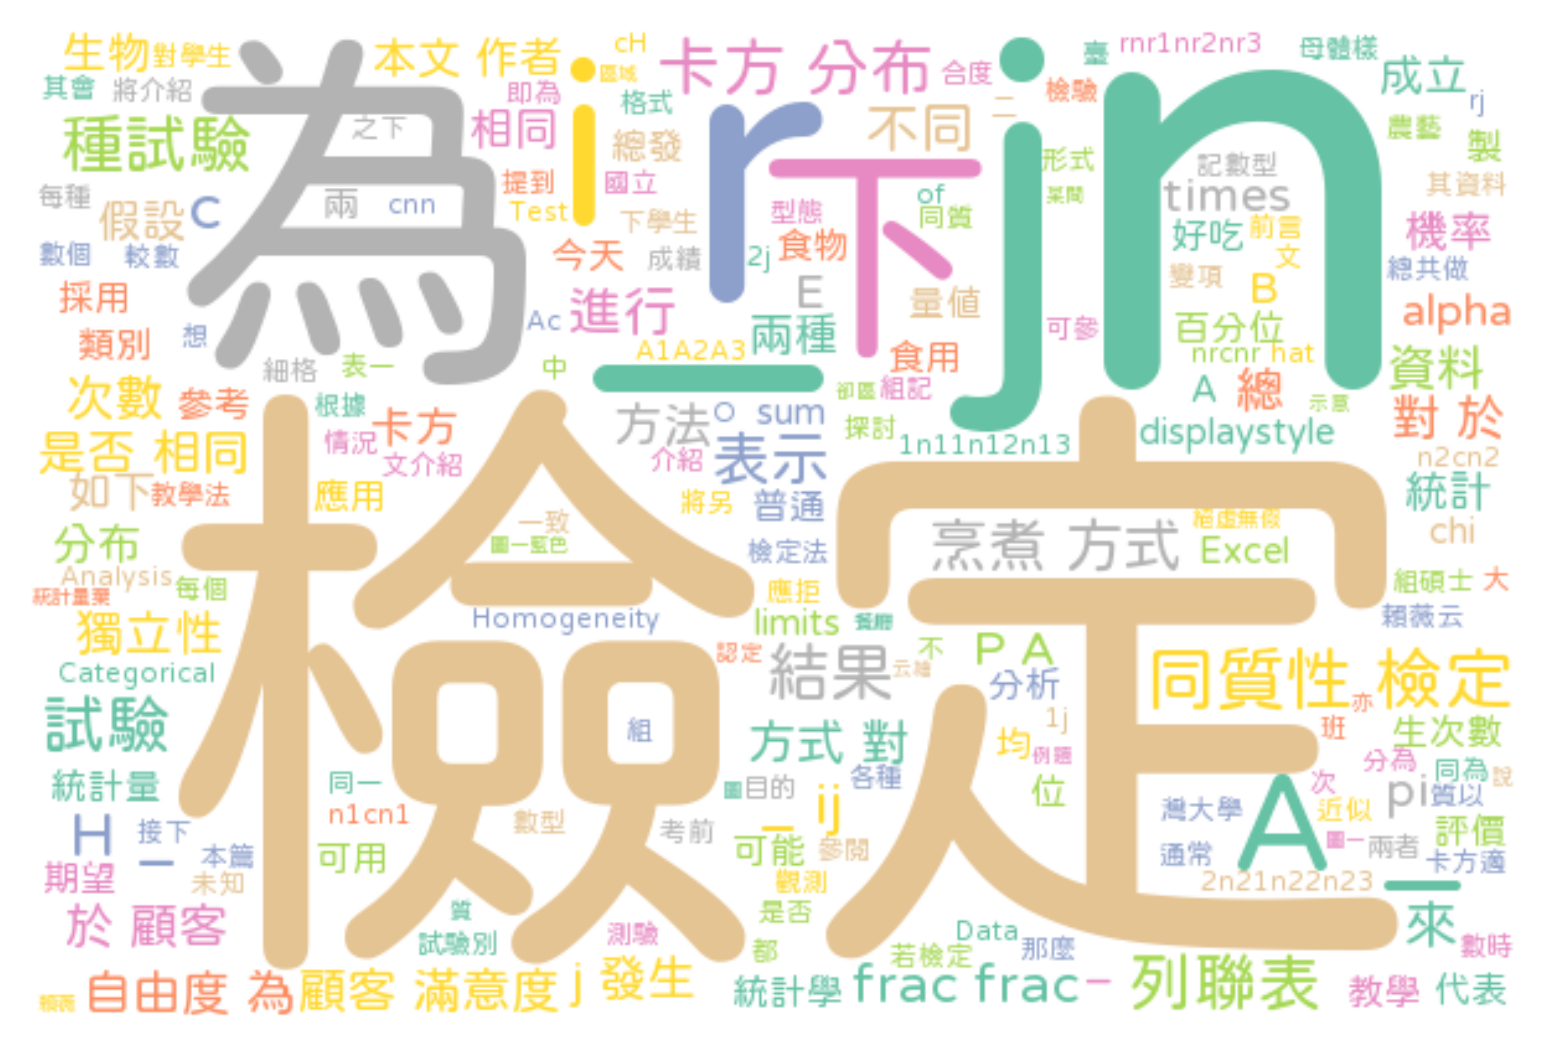 生物 對學生 本文 作者 cH 卡方 分布 合度 臺 rnr1nr2nr3 母體樣
其會 將介紹 為 之下 即為 區域 格式 i r jn 二 檢驗 成立 rj
種試驗 相同 總發 不同 下 形式 農藝 製
每種 兩 cnn 提到 國立 型態 of 某間 記數型 times 其資料
假設 C Test 下學生 同質 好吃 前言 機率
數個 較數 今天 成績 2j 食物 文 總共做
採用 進行 E 量值 變項 B alpha
類別 想 Ac A1A2A3 兩種 食用 可參 百分位
細格 表一 中 _ 卻區 組記 nrcnr hat 資料
次數 參考 根據 卡方 方法 O sum 探討 A 總 示意 對 於
是否 相同 情況 文介紹 介紹 表示 1n11n12n13 displaystyle n2cn2
如下 教學法 應用 將另 普通 統計
分布 檢定 一致 圖一藍色 檢定法 烹煮 方式 絕虛無假 Excel chi
Analysis 每個 應拒 組碩士 大
統計量棄 獨立性 Homogeneity limits 餐廳 賴薇云
Categorical 認定 結果 云繪 不 P A 分析 同質性 檢定 亦
試驗 組 方式 對 均 1j 例題 班 生次數
統計量 同一 圖 目的 各種 位 次 分為 同為 說
H n1cn1 數型 考前 _ ij 灣大學 近似 pi 質以
接下 一 本篇 可用 可能 參閱 通常 A 圖一 兩者 評價 卡方適
期望 未知 觀測 2n21n22n23 _
於 顧客 質 試驗別 測驗 是否 都 若檢定 Data 那麼 來 數時
賴薇 自由度 為 顧客 滿意度 j 發生 統計學 frac frac 一 列聯表 教學 代表